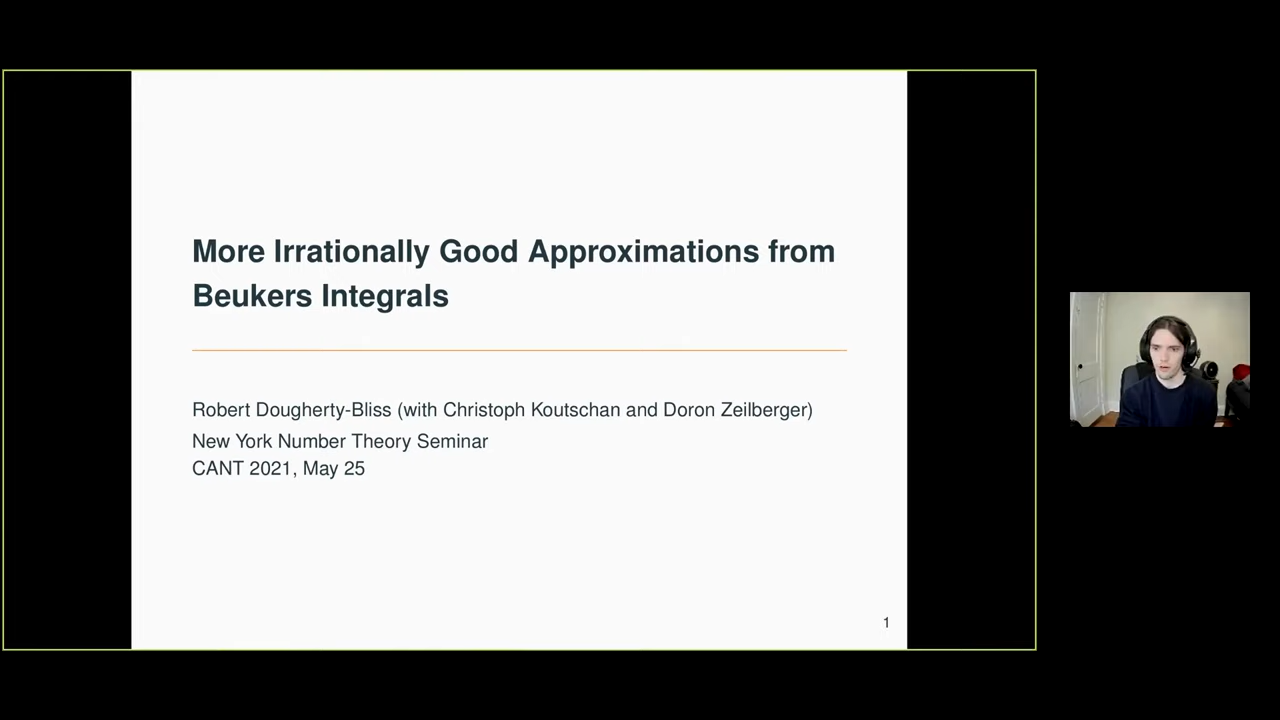 More Irrationally Good Approximations from
Beukers Integrals
Robert Dougherty-Bliss (with Christoph Koutschan and Doron Zeilberger)
New York Number Theory Seminar
CANT 2021, May 25
1